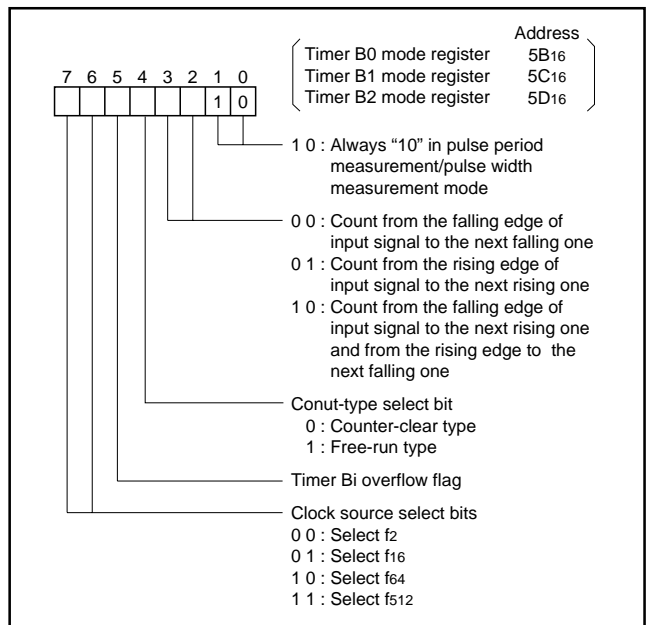 Address
Timer B0 mode register 5B16
Timer B1 mode register 5C16
Timer B2 mode register 5D16
7 6 5 4 3 2 1 0
1 0
1 0 : Always “10” in pulse period
measurement/pulse width
measurement mode
0 0 : Count from the falling edge of
input signal to the next falling one
0 1 : Count from the rising edge of
input signal to the next rising one
1 0 : Count from the falling edge of
input signal to the next rising one
and from the rising edge to the
next falling one
Conut-type select bit
0 : Counter-clear type
1 : Free-run type
Timer Bi overflow flag
Clock source select bits
0 0 : Select f2
0 1 : Select f16
1 0 : Select f64
1 1 : Select f512